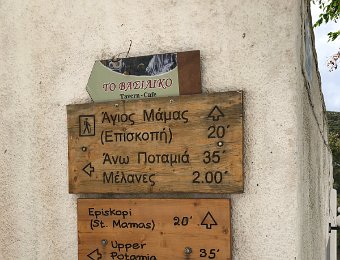 ΤΟ ΒΑΣΙΛΙΚΟ
Tavern - Cafe
Άγιος Μάμας
(Επισκοπή) 20΄
Άνω Ποταμιά 35΄
Μέλανες 2.00΄
Episkopi
(St. Mamas) 20΄
Upper
Potamia 35΄